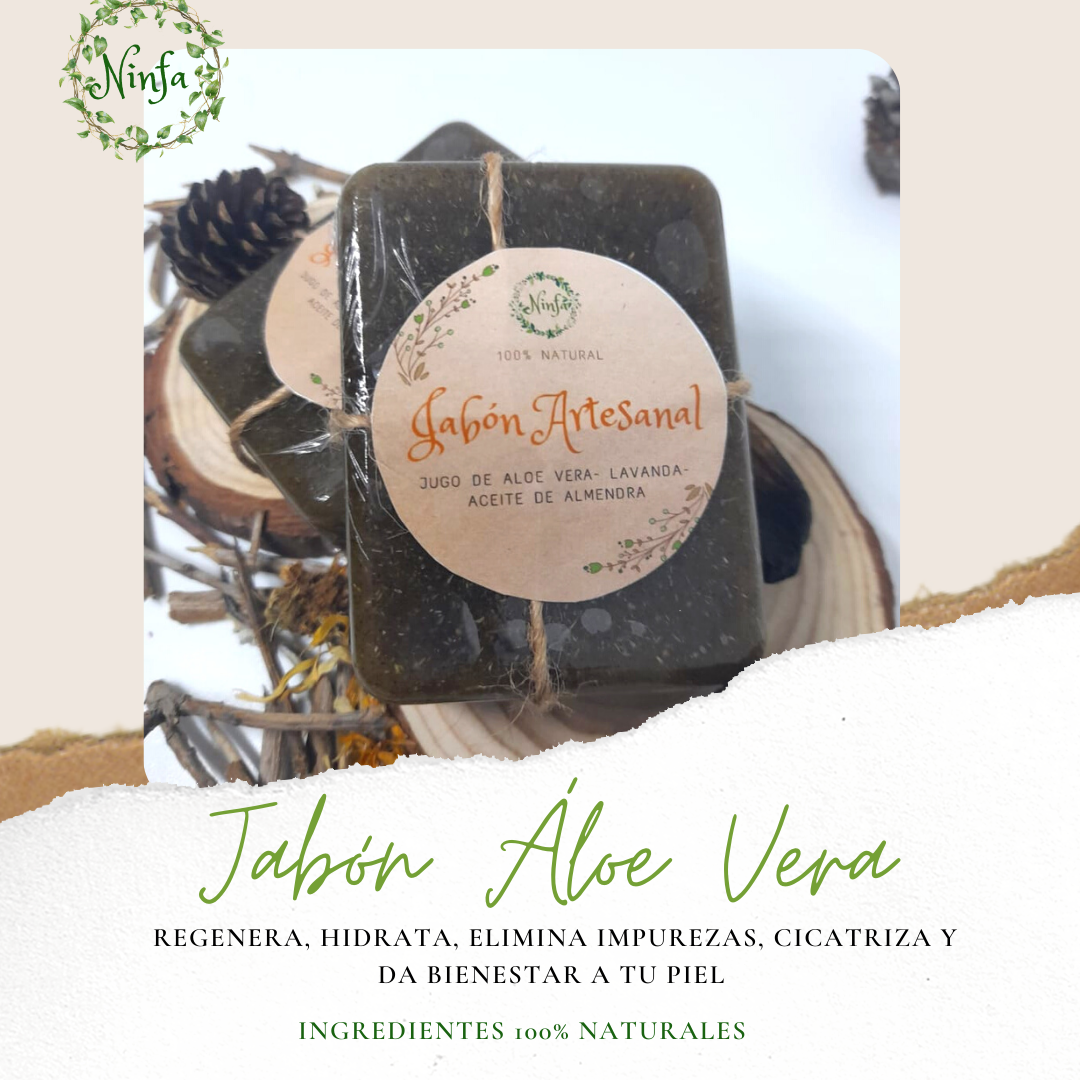 Ninfa
Ninfa
100% NATURAL
Jabón Artesanal
JUGO DE ALOE VERA- LAVANDA-
ACEITE DE ALMENDRA
Jabón Áloe Vera
REGENERA, HIDRATA, ELIMINA IMPUREZAS, CICATRIZA Y
DA BIENESTAR A TU PIEL
INGREDIENTES 100% NATURALES